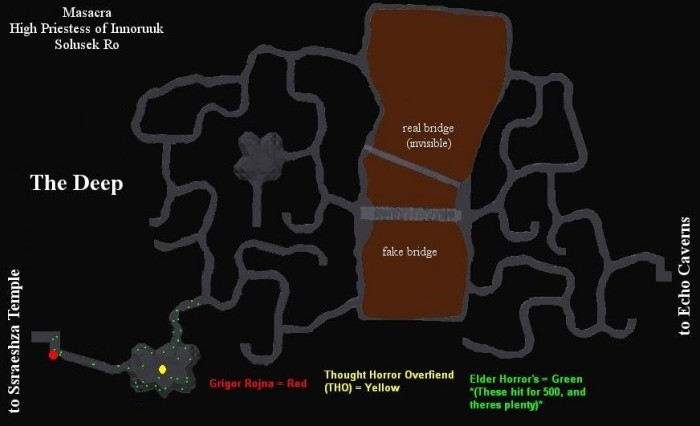 Masacra
High Priestess of Innoruuk
Solusek Ro
real bridge
(invisible)
The Deep
fake bridge
to Ssraeshza Temple
to Echo Caverns
Grigor Rojna = Red
Thought Horror Overfiend
(THO) = Yellow
Elder Horror's = Green
*(These hit for 500, and
theres plenty)*